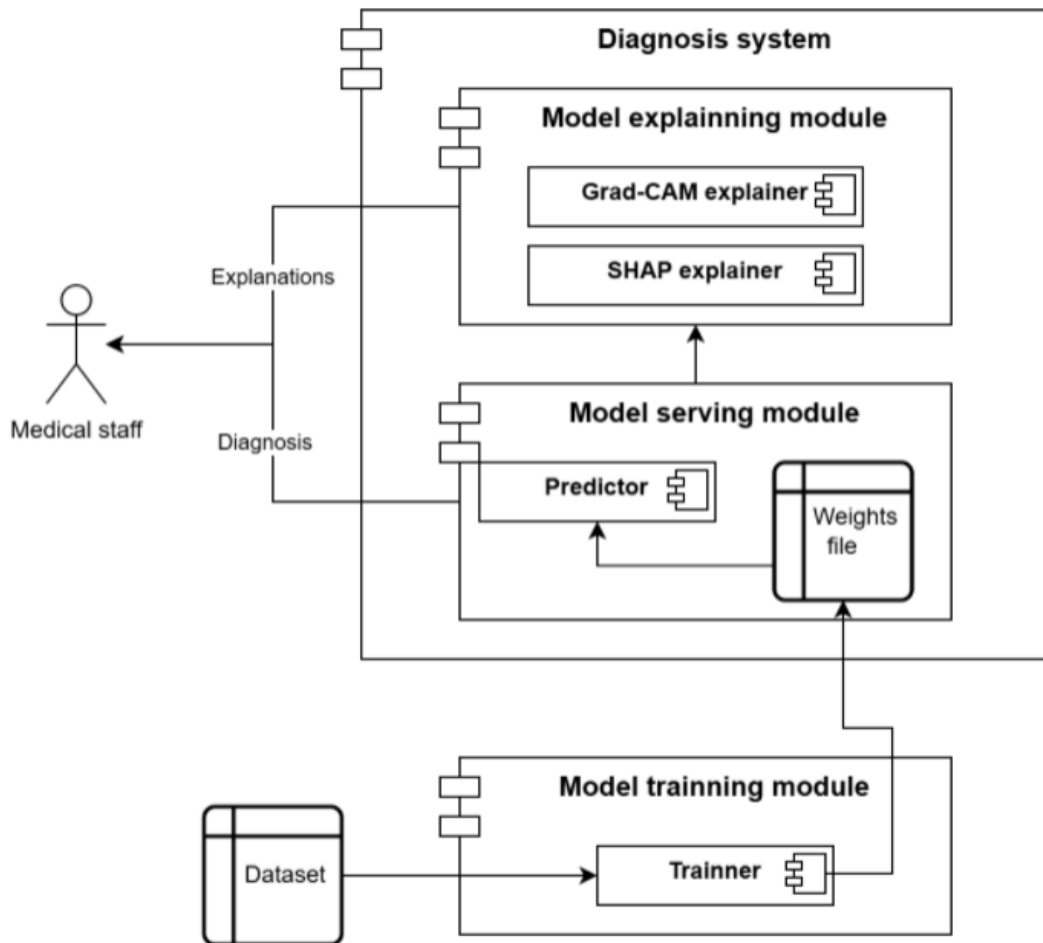 Diagnosis system
Model explainning module
Grad-CAM explainer
SHAP explainer
Explanations
Medical staff
Diagnosis
Model serving module
Predictor
Weights
file
Model trainning module
Dataset
Trainner